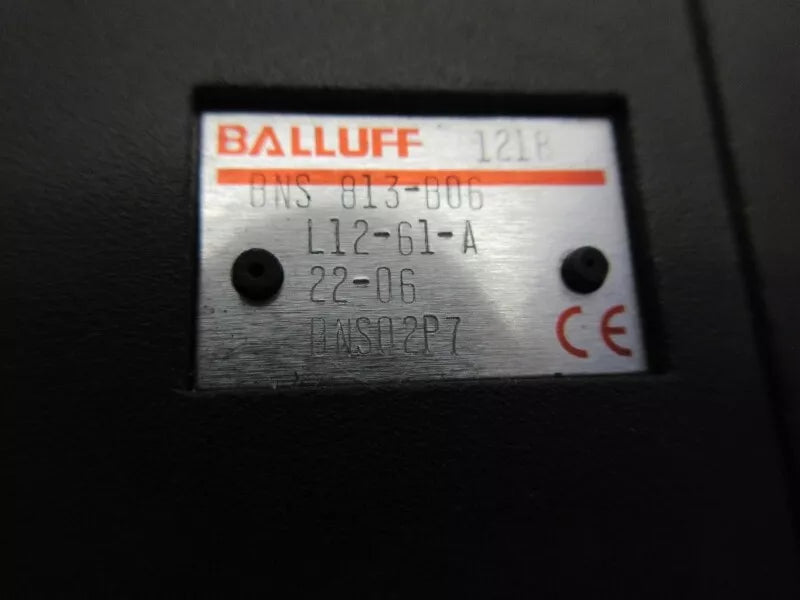 BALLUFF 1218
BNS 813-B06
L12-61-A
22-06
BNS02P7
CE